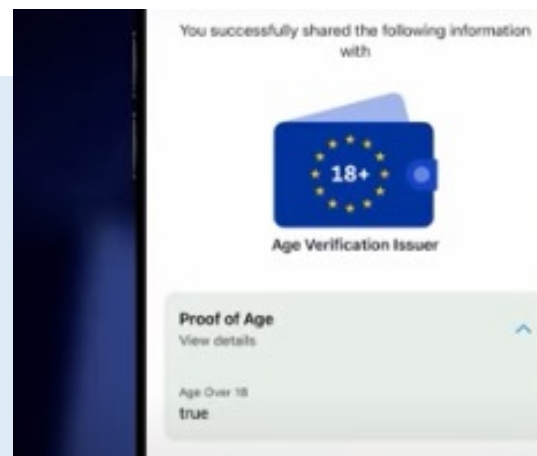 You successfully shared the following information
with
18+
Age Verification Issuer
Proof of Age
View details
Age Over 18
true